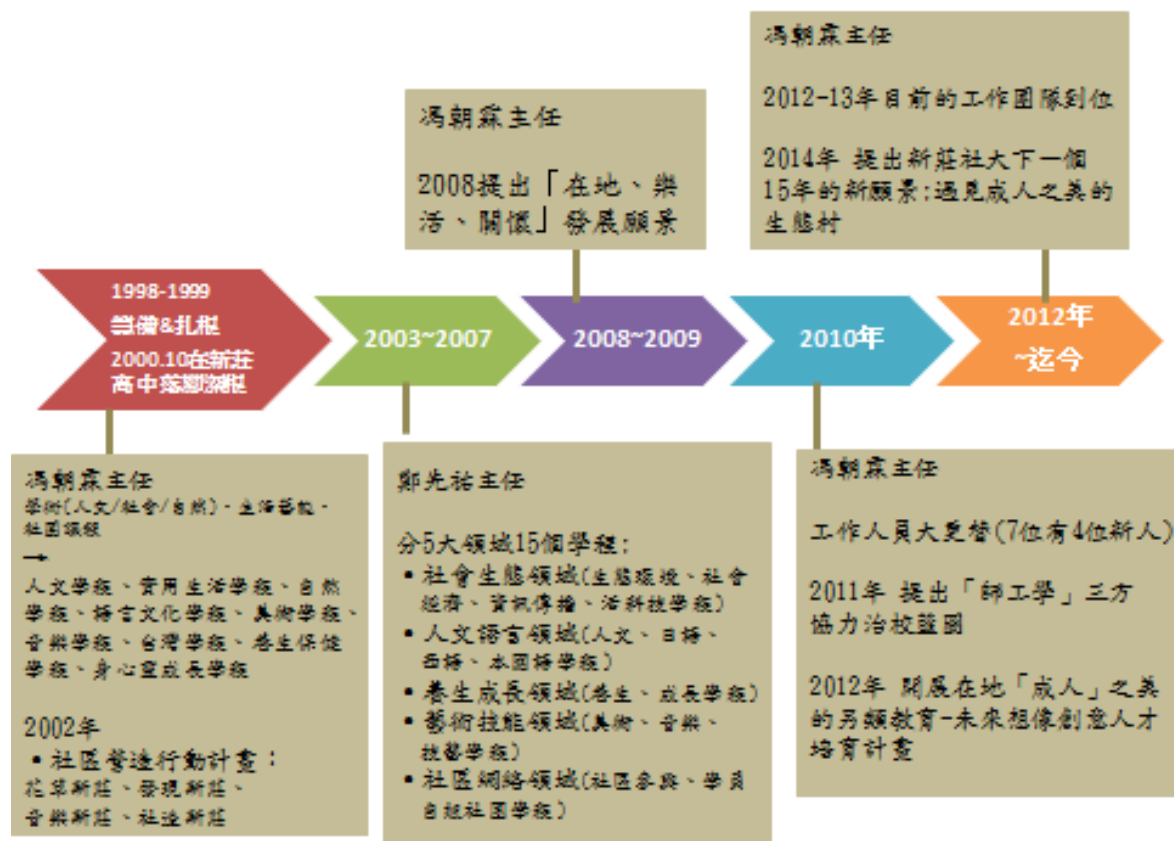 馮朝霖主任
2012-13年目前的工作團隊到位
2014年 提出新莊社大下一個
15年的新願景:遇見成人之美的
生態村
馮朝霖主任
2008提出「在地、樂
活、關懷」發展願景
1998-1999
籌備&扎根
2000.10在新莊
高中落腳深根
2003~2007
2008~2009
2010年
2012年
~迄今
馮朝霖主任
學術(人文/社會/自然)、生活藝能、
社團課程
→
人文學程、實用生活學程、自然
學程、語言文化學程、美術學程、
音樂學程、台灣學程、養生保健
學程、身心靈成長學程
2002年
•社區營造行動計畫：
花草新莊、發現新莊、
音樂新莊、社造新莊
鄭先祐主任
分5大領域15個學程:
•社會生態領域(生態環境、社會
經濟、資訊傳播、活科技學程)
•人文語言領域(人文、日語、
西語、本國語學程)
•養生成長領域(養生、成長學程)
•藝術技能領域(美術、音樂、
技藝學程)
•社區網絡領域(社區參與、學員
自組社團學程)
馮朝霖主任
工作人員大更替(7位有4位新人)
2011年 提出「師工學」三方
協力治校藍圖
2012年 開展在地「成人」之美
的另類教育-未來想像創意人才
培育計畫